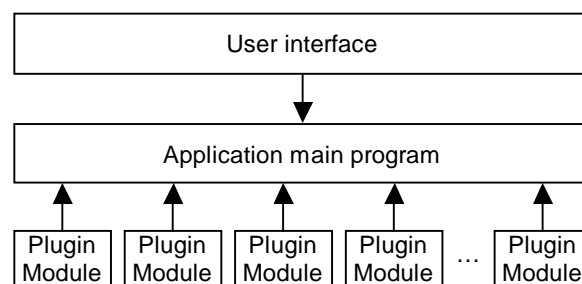 User interface
Application main program
Plugin Plugin Plugin Plugin Plugin
Module Module Module Module … Module